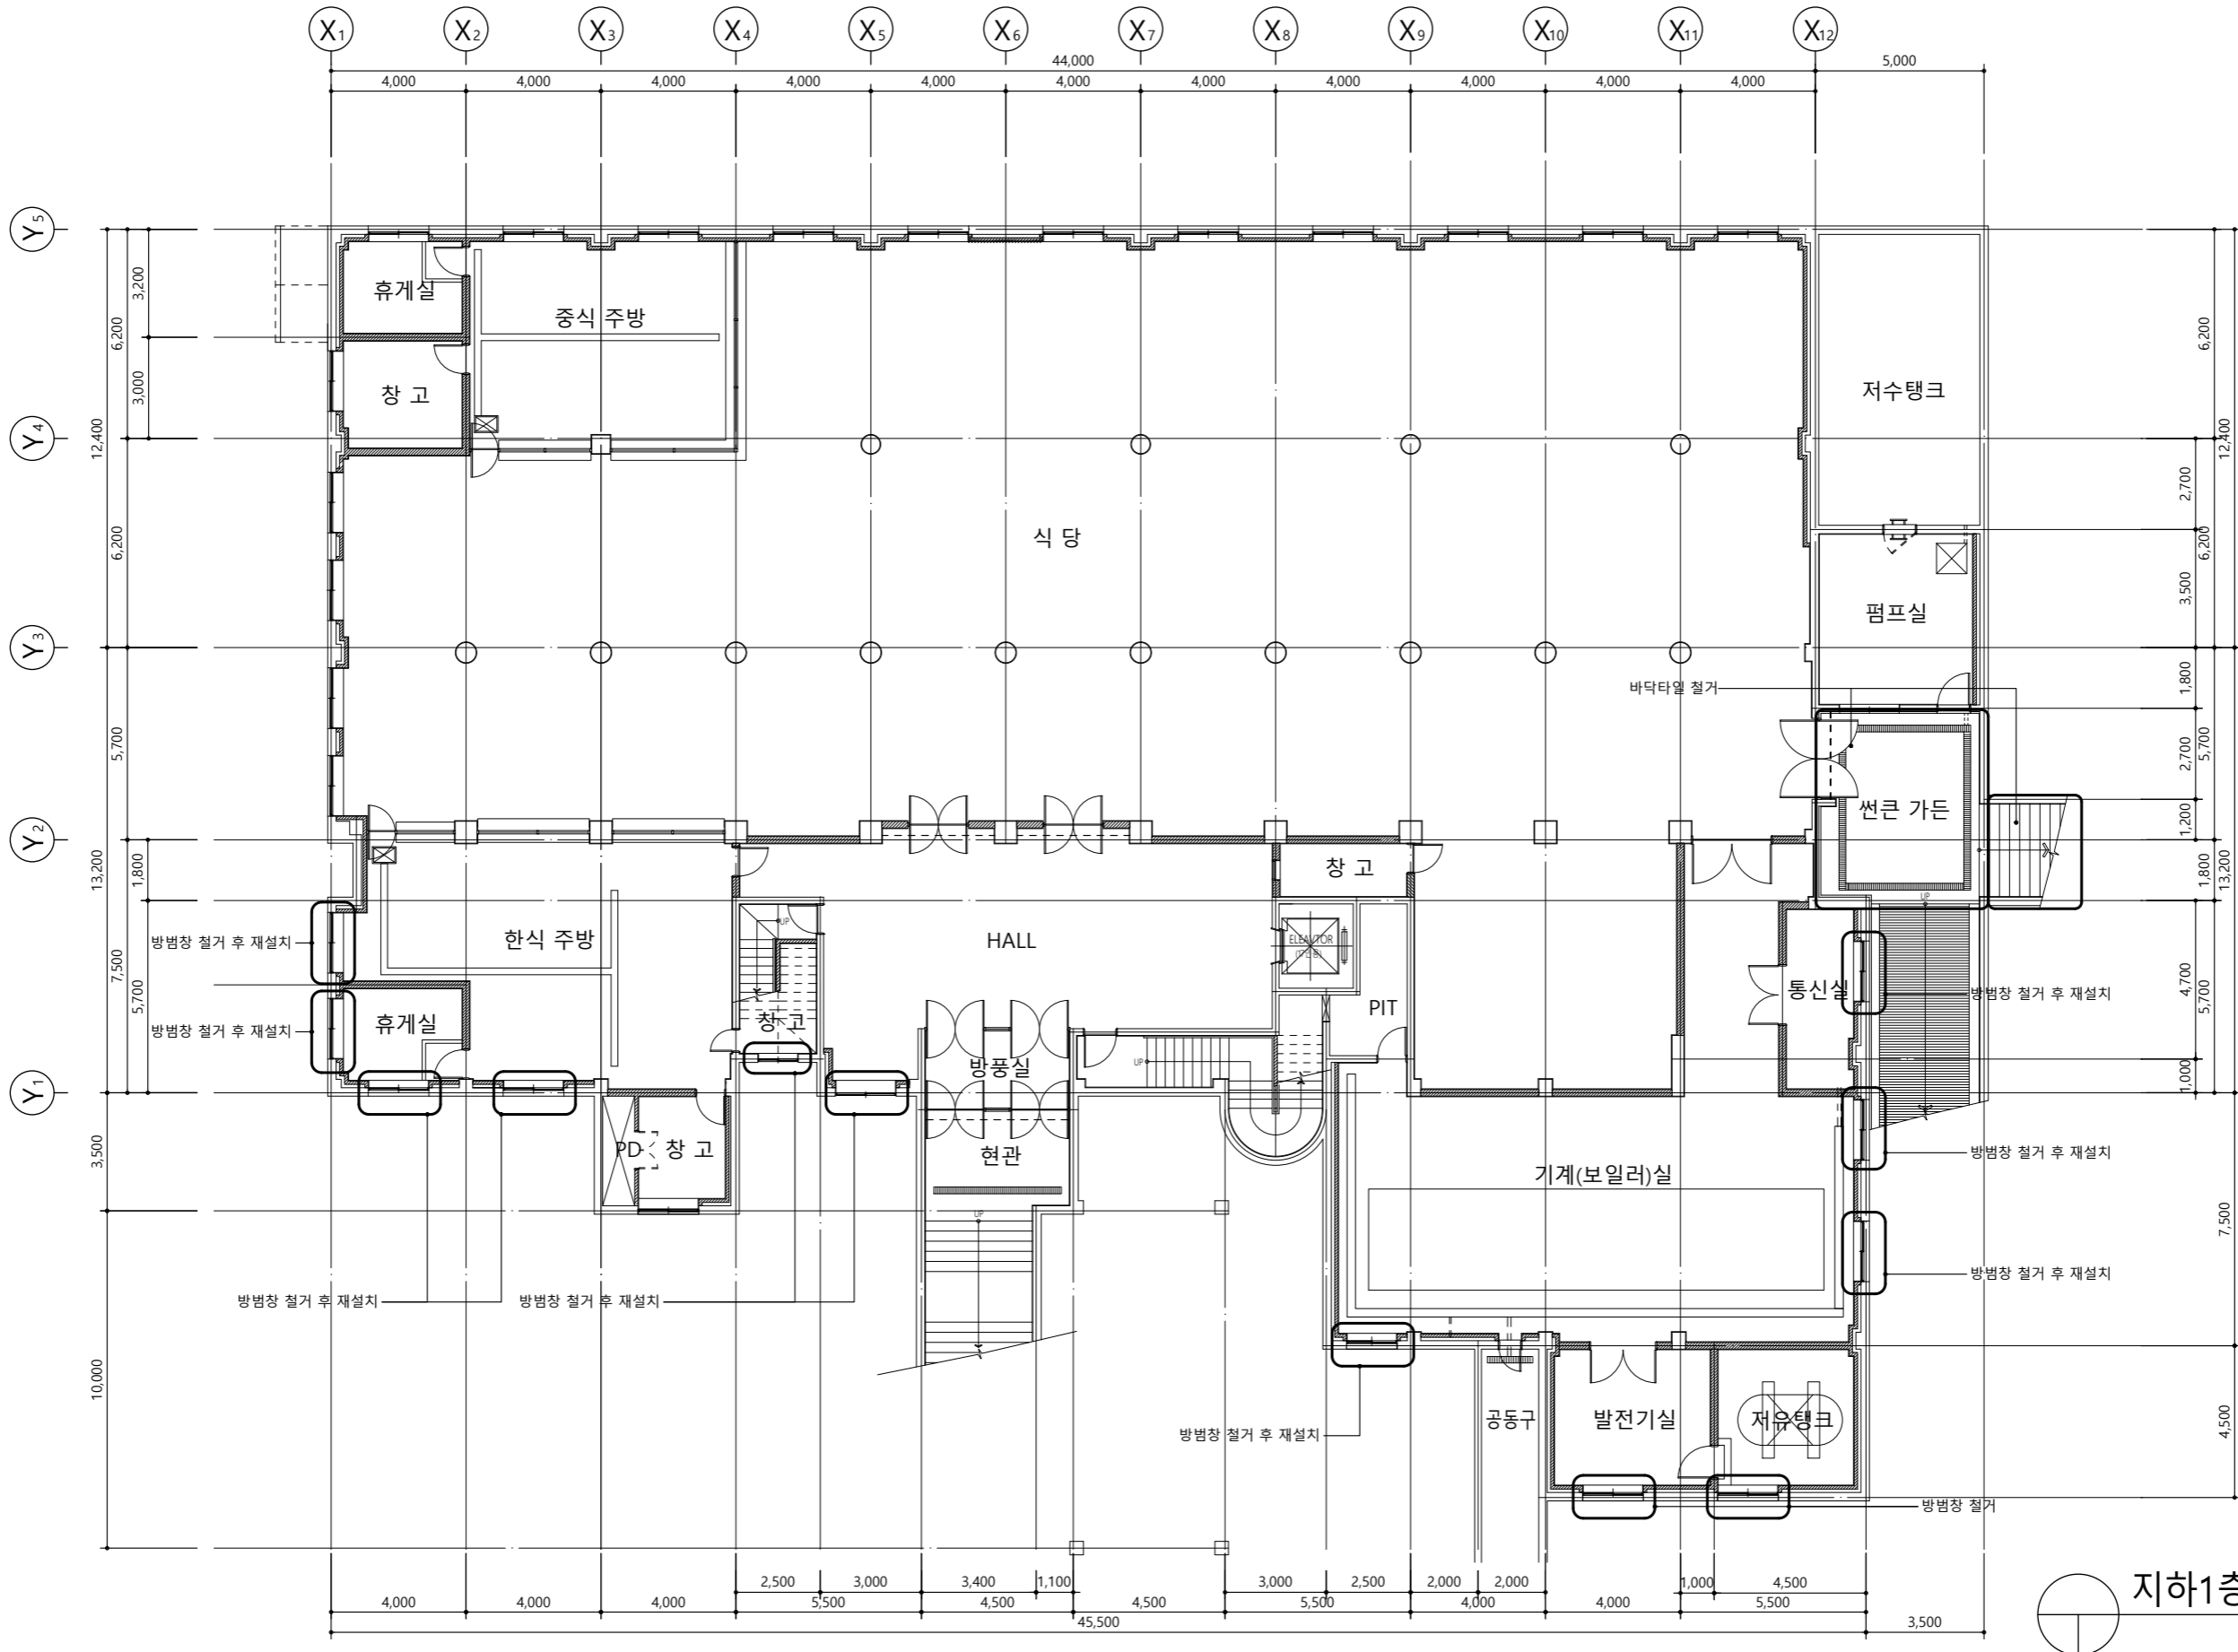 X1 X2 X3 X4 X5 X6 X7 X8 X9 X10 X11 X12
44,000 5,000
4,000 4,000 4,000 4,000 4,000 4,000 4,000 4,000 4,000 4,000 4,000
Y5
Y4
Y3
Y2
Y1
3,200
6,200
3,000
12,400
6,200
5,700
13,200
1,800
7,500
5,700
3,500
10,000
휴게실
중식 주방
창 고
식 당
저수탱크
펌프실
바닥타일 철거
썬큰 가든
창 고
한식 주방
HALL
UP
ELEAVTOR
PIT
통신실
UP
방범창 철거 후 재설치
방범창 철거 후 재설치
방범창 철거 후 재설치
휴게실
창 고
방풍실
UP
PD
창 고
현관
UP
기계(보일러)실
방범창 철거 후 재설치
방범창 철거 후 재설치
방범창 철거 후 재설치
방범창 철거 후 재설치
방범창 철거 후 재설치
공동구
발전기실
저유탱크
방범창 철거
6,200
12,400
2,700
6,200
3,500
1,800
2,700
5,700
1,200
1,800
13,200
4,700
5,700
1,000
7,500
4,500
2,500 3,000 3,400 1,100 3,000 2,500 2,000 2,000 1,000 4,500
4,000 4,000 4,000 5,500 4,500 4,500 5,500 4,000 4,000 5,500
45,500 3,500
지하1층